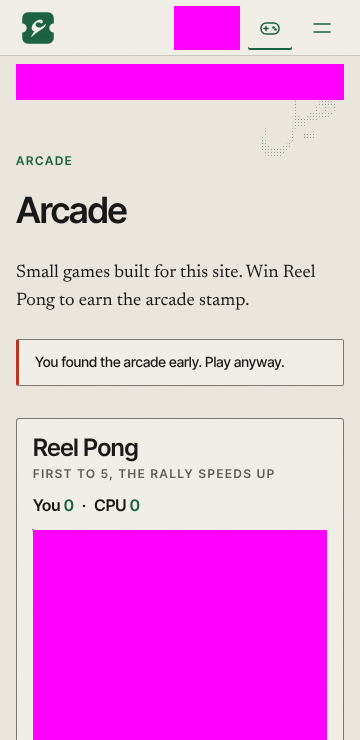 ARCADE
Arcade
Small games built for this site. Win Reel
Pong to earn the arcade stamp.
You found the arcade early. Play anyway.
Reel Pong
FIRST TO 5, THE RALLY SPEEDS UP
You 0 · CPU 0